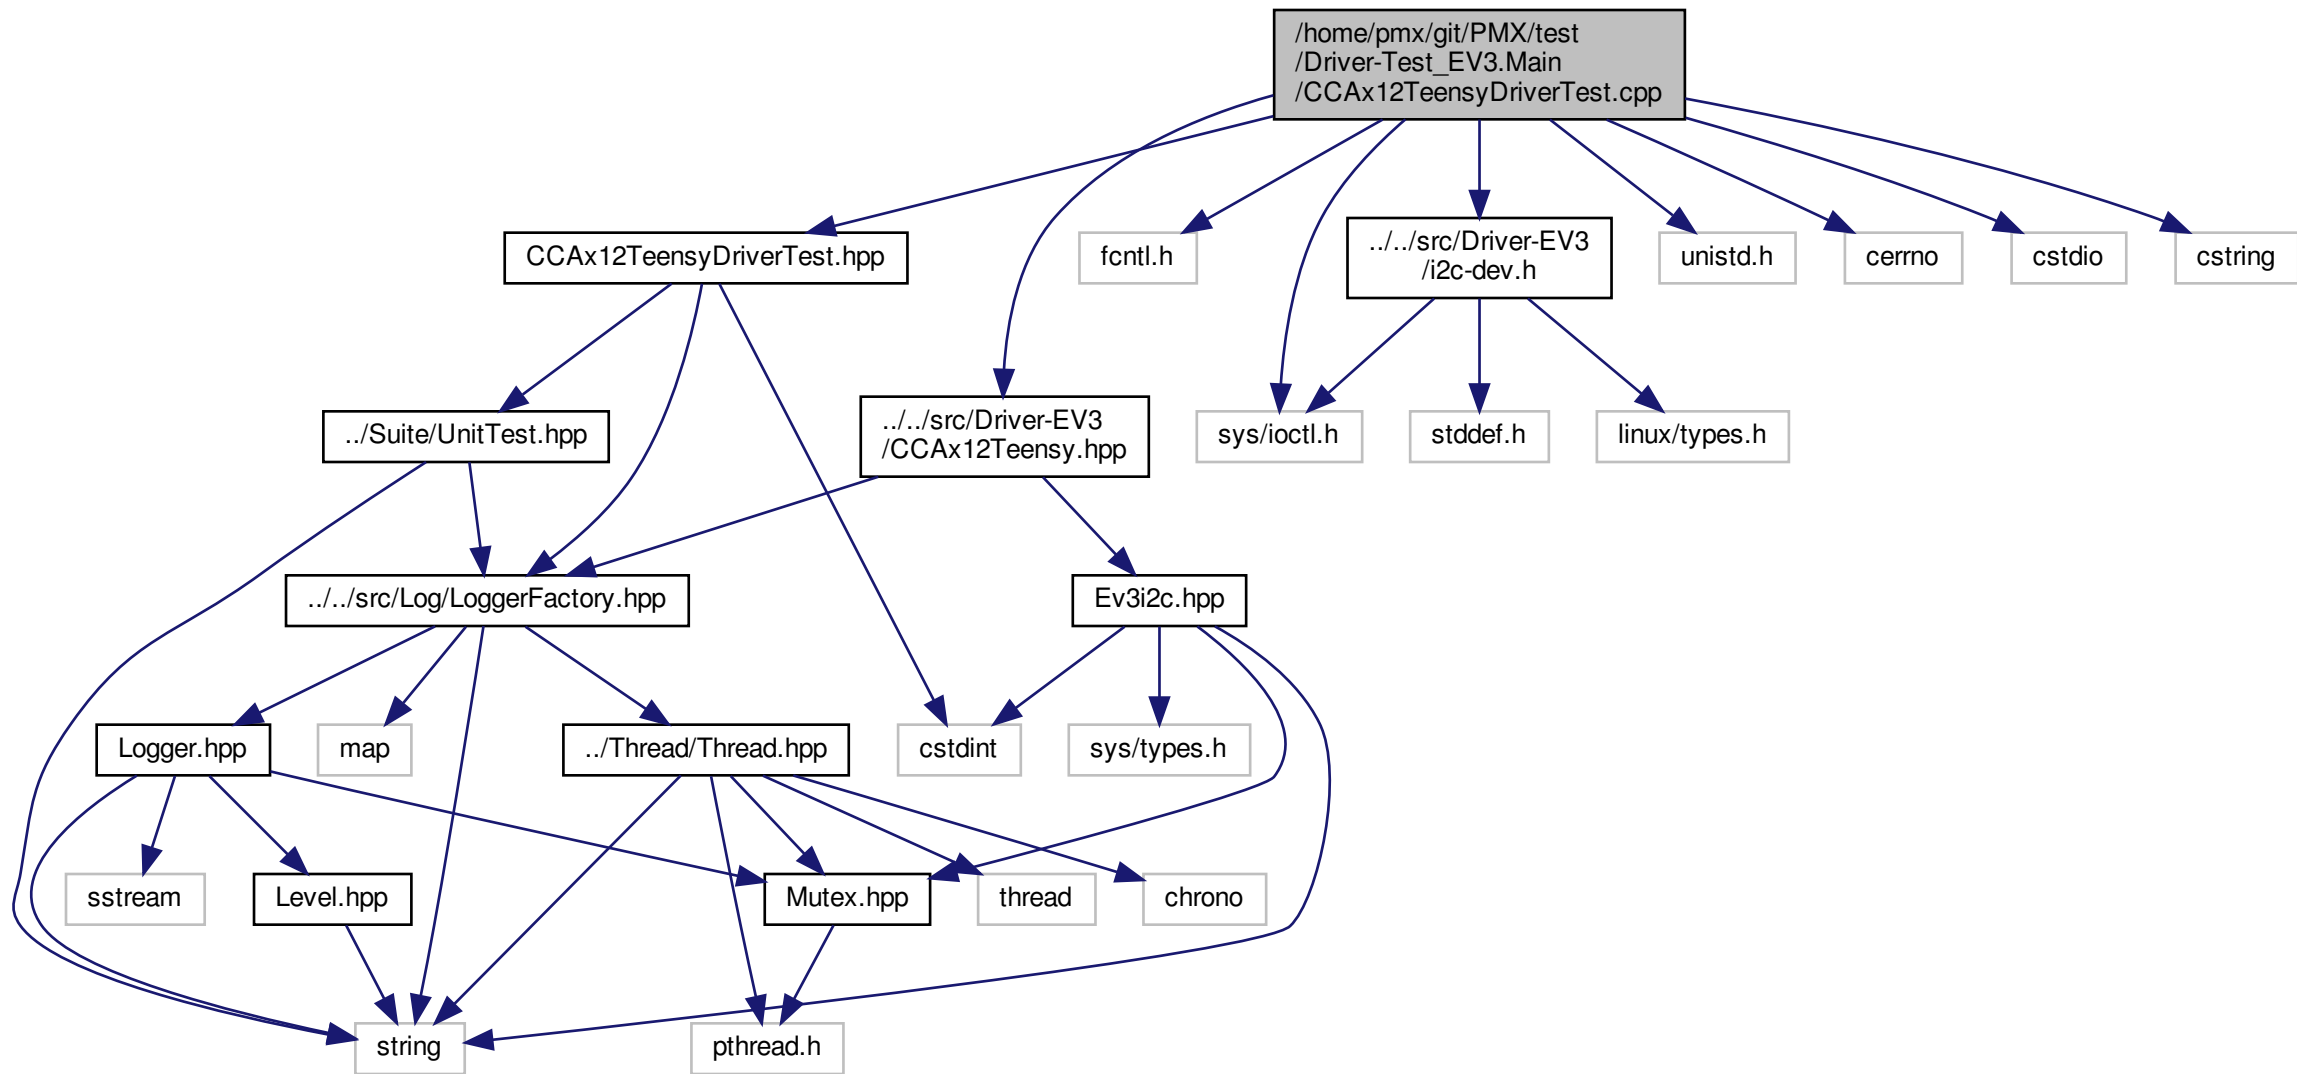 /home/pmx/git/PMX/test
/Driver-Test_EV3.Main
/CCAx12TeensyDriverTest.cpp
CCAx12TeensyDriverTest.hpp
fcntl.h
../../src/Driver-EV3
/i2c-dev.h
unistd.h
cerrno
cstdio
cstring
../Suite/UnitTest.hpp
../../src/Driver-EV3
/CCAx12Teensy.hpp
sys/ioctl.h
stddef.h
linux/types.h
../../src/Log/LoggerFactory.hpp
Ev3i2c.hpp
Logger.hpp
map
../Thread/Thread.hpp
cstdint
sys/types.h
sstream
Level.hpp
Mutex.hpp
thread
chrono
string
pthread.h